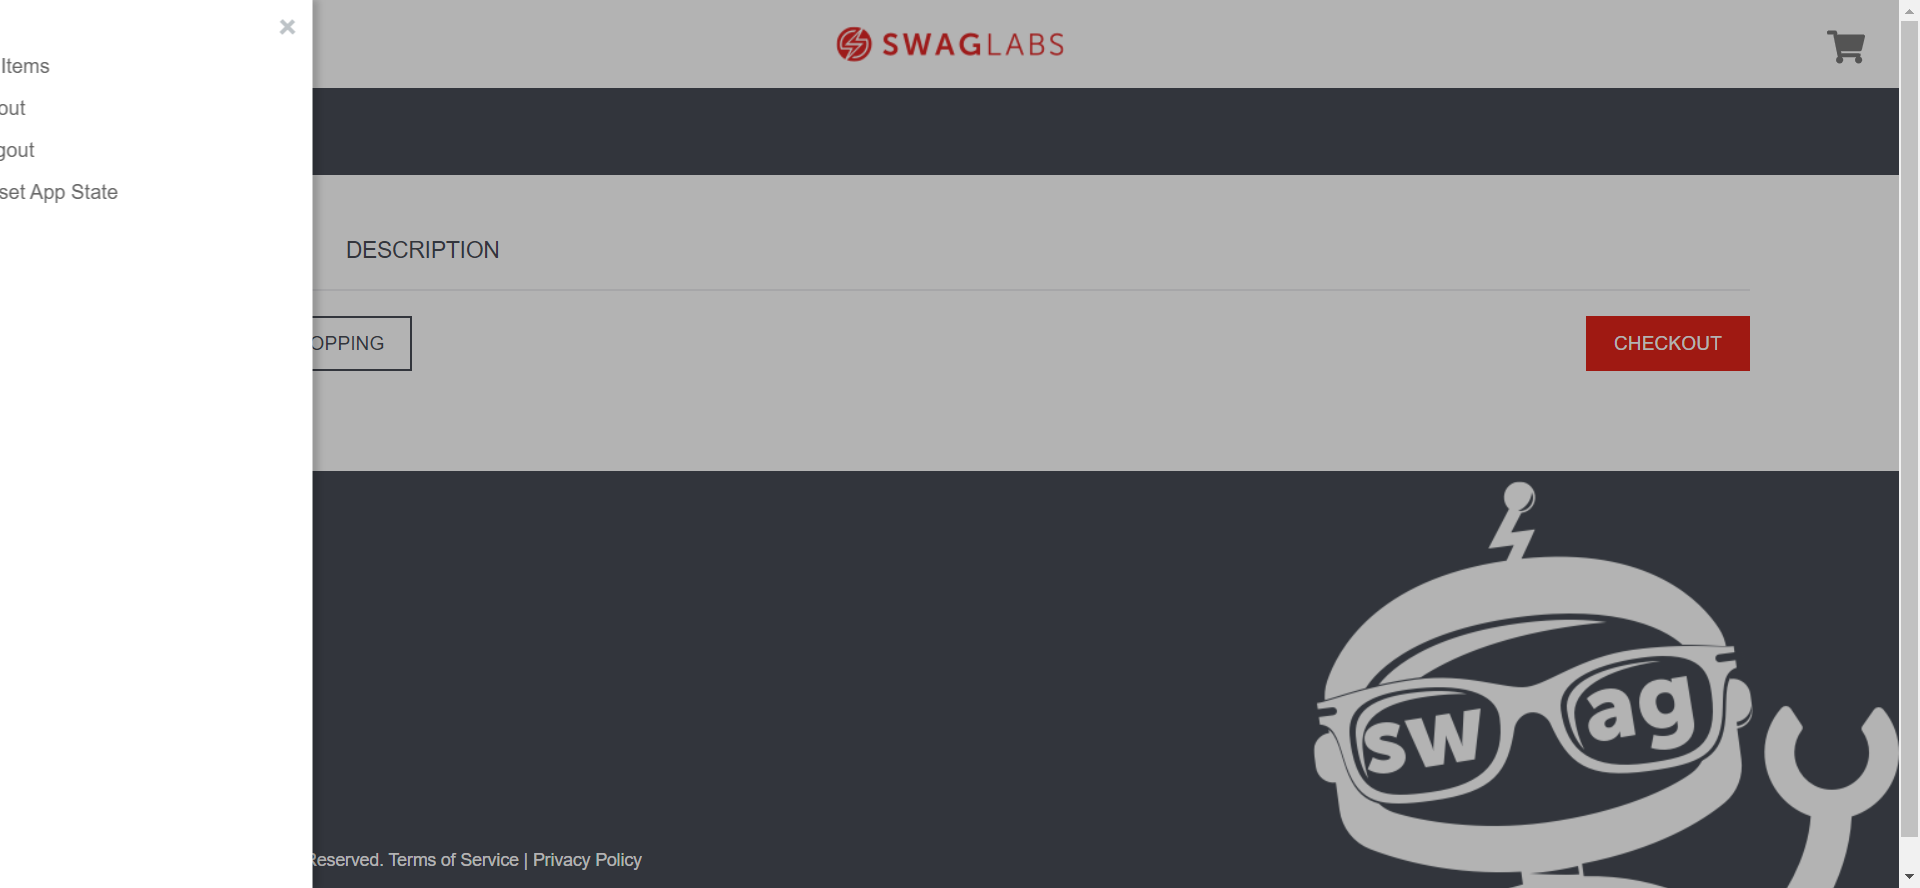 Items
out
gout
set App State
SWAGLABS
DESCRIPTION
OPPING
CHECKOUT
sw ag
Reserved. Terms of Service | Privacy Policy